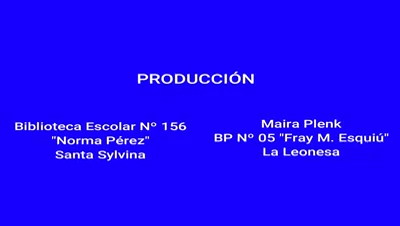 PRODUCCIÓN
Biblioteca Escolar Nº 156
"Norma Pérez"
Santa Sylvina
Maira Plenk
BP Nº 05 "Fray M. Esquiú"
La Leonesa